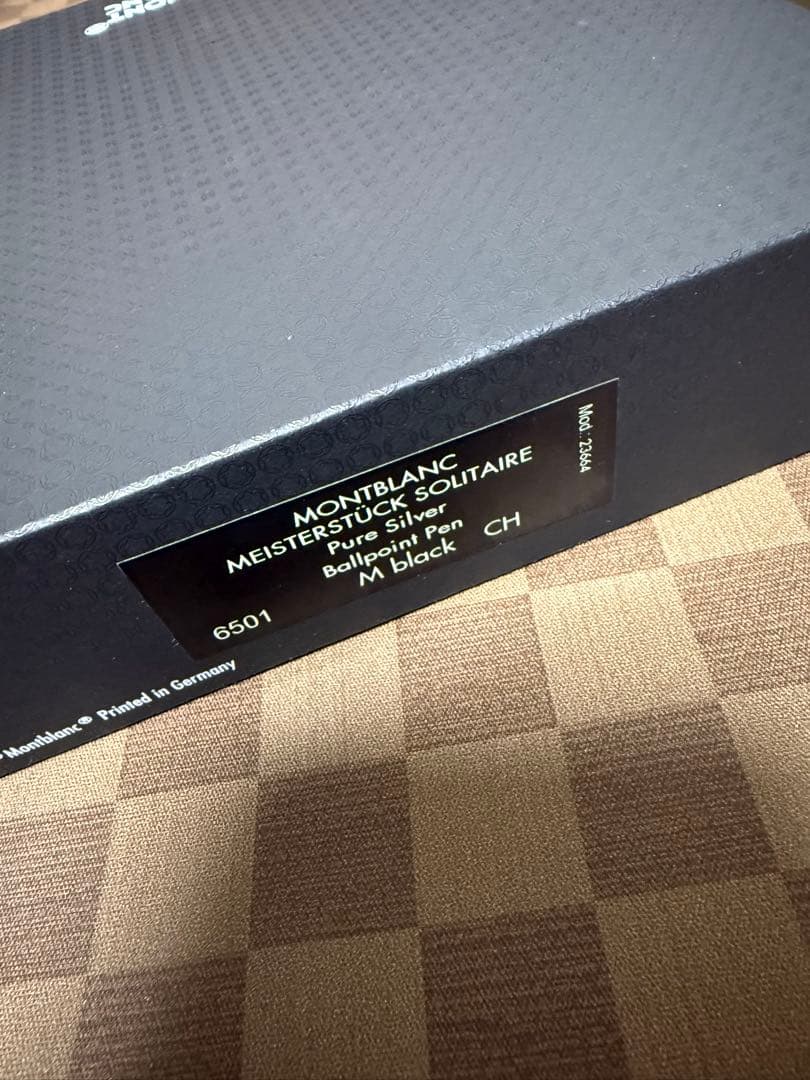 MONTBLANC
MEISTERSTÜCK SOLITAIRE
Pure Silver
Ballpoint Pen
M black CH
6501
Mod.: 23664
Montblanc® Printed in Germany